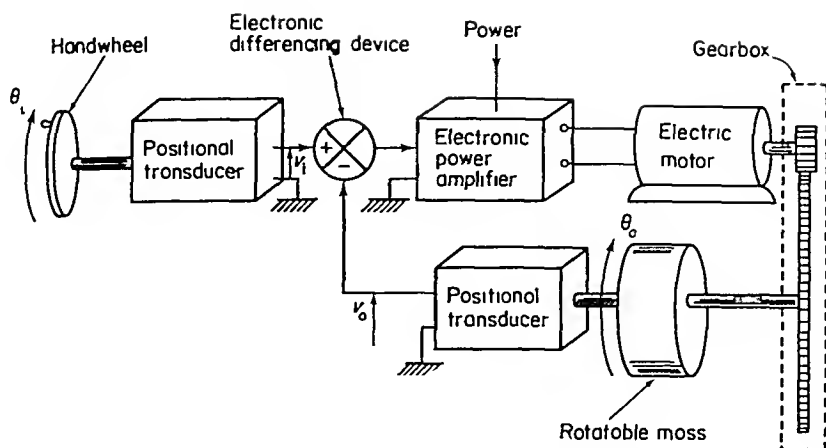 Electronic
differencing device
Power
Gearbox
Handwheel
θi
Positional
transducer
+
−
Vi
Electronic
power
amplifier
Electric
motor
θo
Positional
transducer
Vo
Rotatable moss